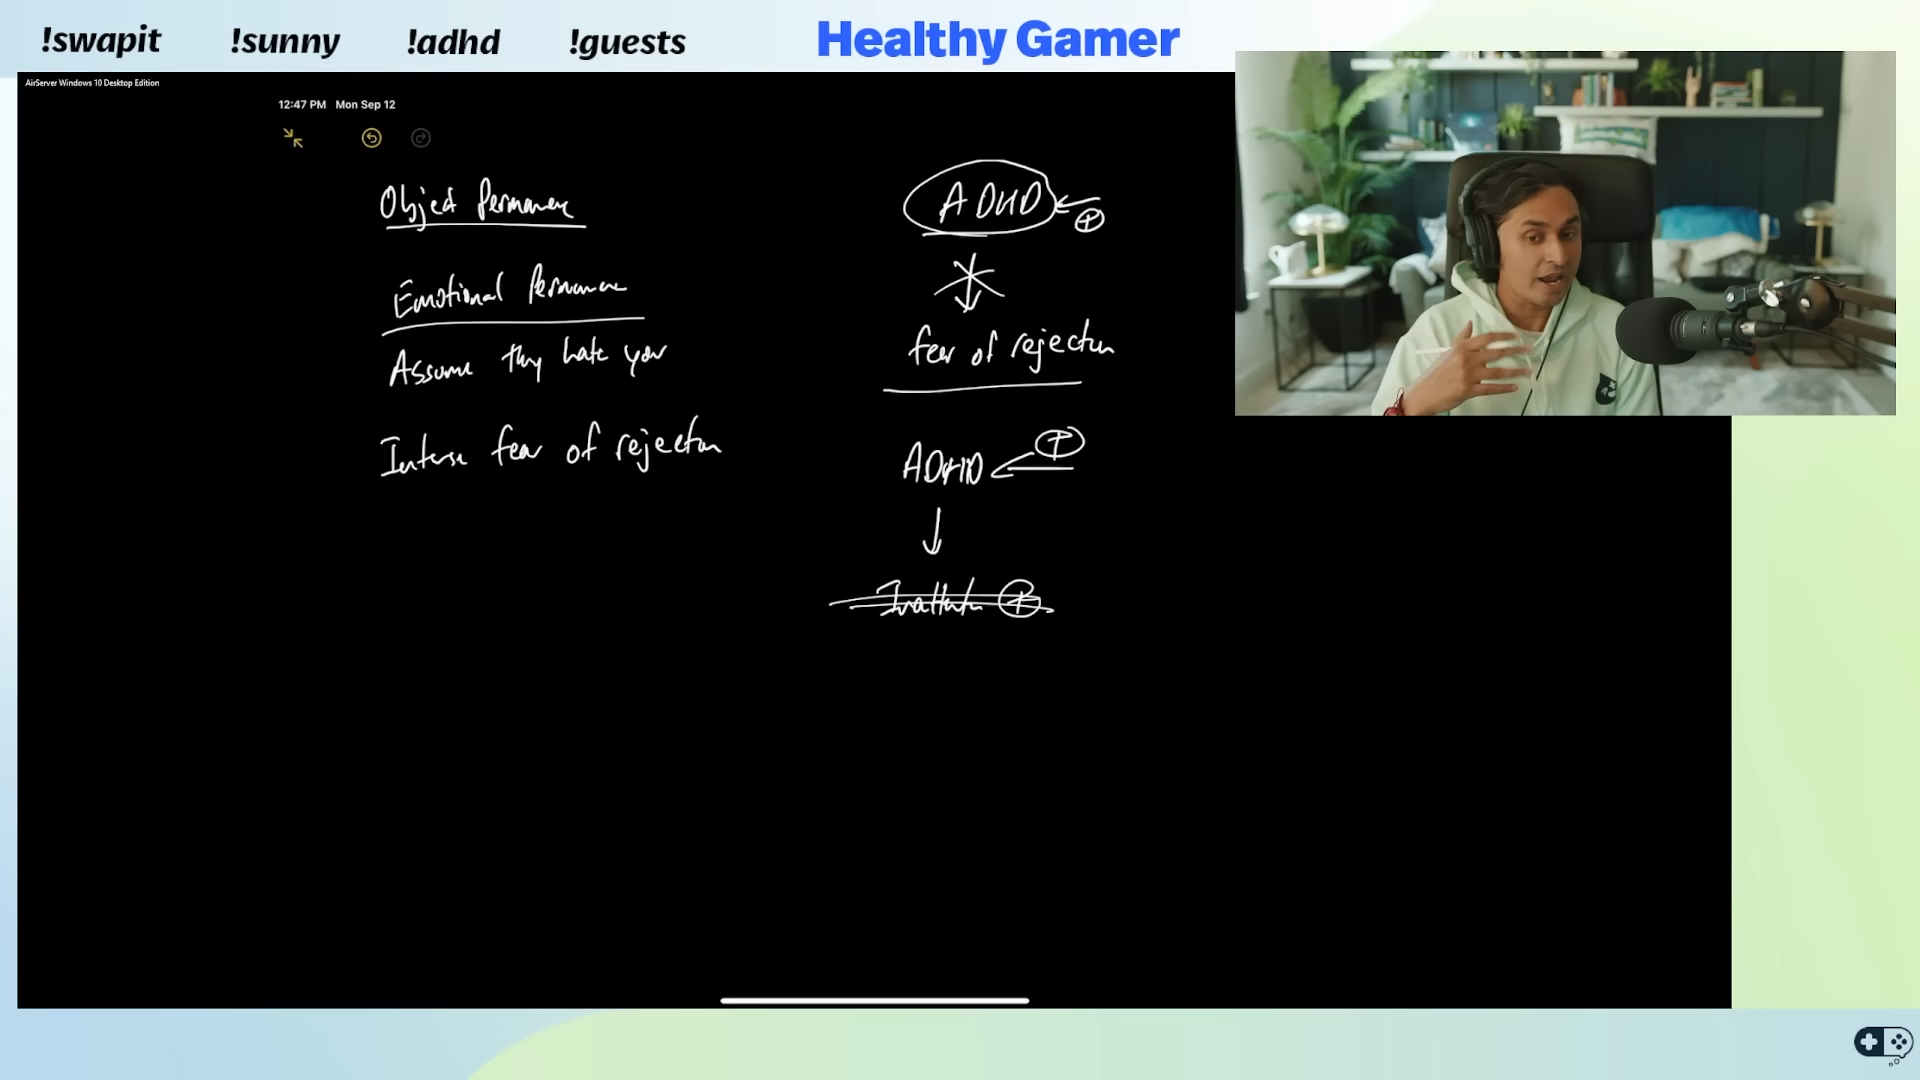 !swapit !sunny !adhd !guests Healthy Gamer
AirServer Windows 10 Desktop Edition
12:47 PM Mon Sep 12
Object Permanence
Emotional Permanence
Assume they hate you
Intense fear of rejection
ADHD
P
fear of rejection
ADHD
P